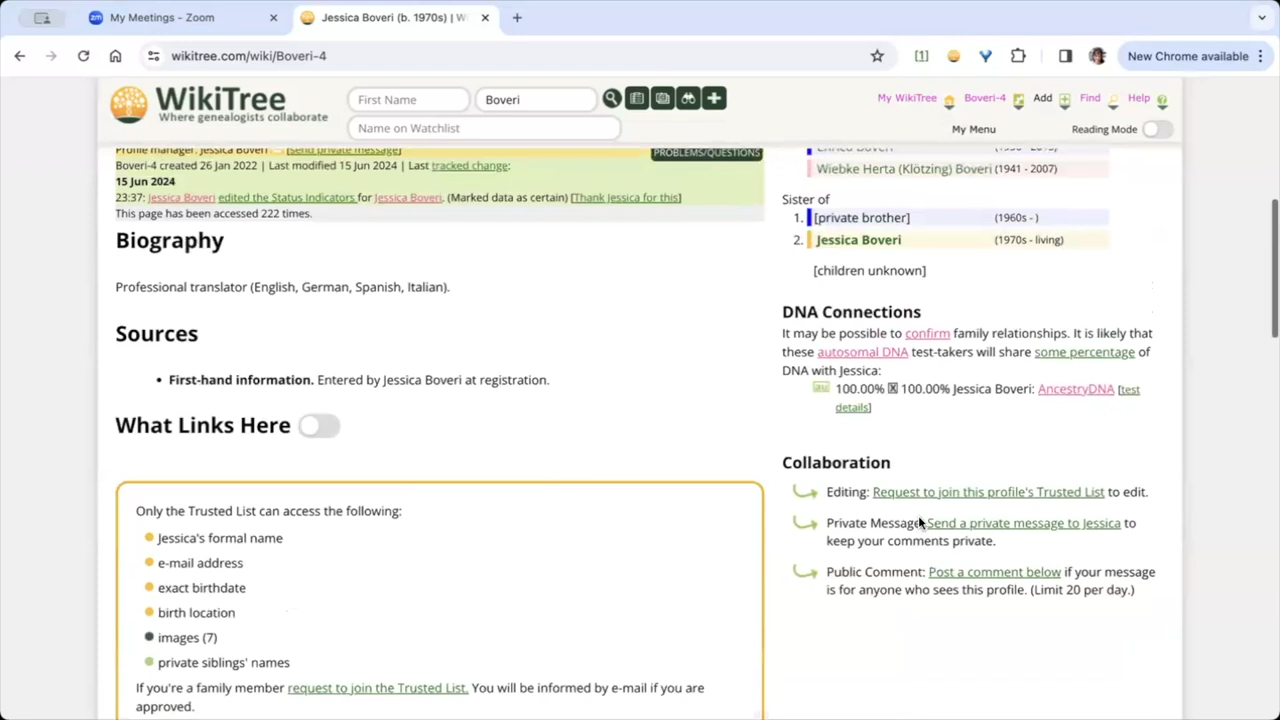 My Meetings - Zoom
Jessica Boveri (b. 1970s) | W
wikitree.com/wiki/Boveri-4
[1]
New Chrome available
WikiTree
Where genealogists collaborate
First Name
Boveri
Name on Watchlist
My WikiTree
Boveri-4
Add
Find
Help
My Menu
Reading Mode
Profile manager: Jessica Boveri [send private message]
PROBLEMS/QUESTIONS
Boveri-4 created 26 Jan 2022 | Last modified 15 Jun 2024 | Last tracked change:
15 Jun 2024
23:37: Jessica Boveri edited the Status Indicators for Jessica Boveri. (Marked data as certain) [Thank Jessica for this]
This page has been accessed 222 times.
Biography
Professional translator (English, German, Spanish, Italian).
Sources
• First-hand information. Entered by Jessica Boveri at registration.
What Links Here
Only the Trusted List can access the following:
Jessica's formal name
e-mail address
exact birthdate
birth location
images (7)
private siblings' names
If you're a family member request to join the Trusted List. You will be informed by e-mail if you are
approved.
Wiebke Herta (Klötzing) Boveri (1941 - 2007)
Sister of
1. [private brother] (1960s - )
2. Jessica Boveri (1970s - living)
[children unknown]
DNA Connections
It may be possible to confirm family relationships. It is likely that
these autosomal DNA test-takers will share some percentage of
DNA with Jessica:
100.00% 100.00% Jessica Boveri: AncestryDNA [test
details]
Collaboration
Editing: Request to join this profile's Trusted List to edit.
Private Message: Send a private message to Jessica to
keep your comments private.
Public Comment: Post a comment below if your message
is for anyone who sees this profile. (Limit 20 per day.)